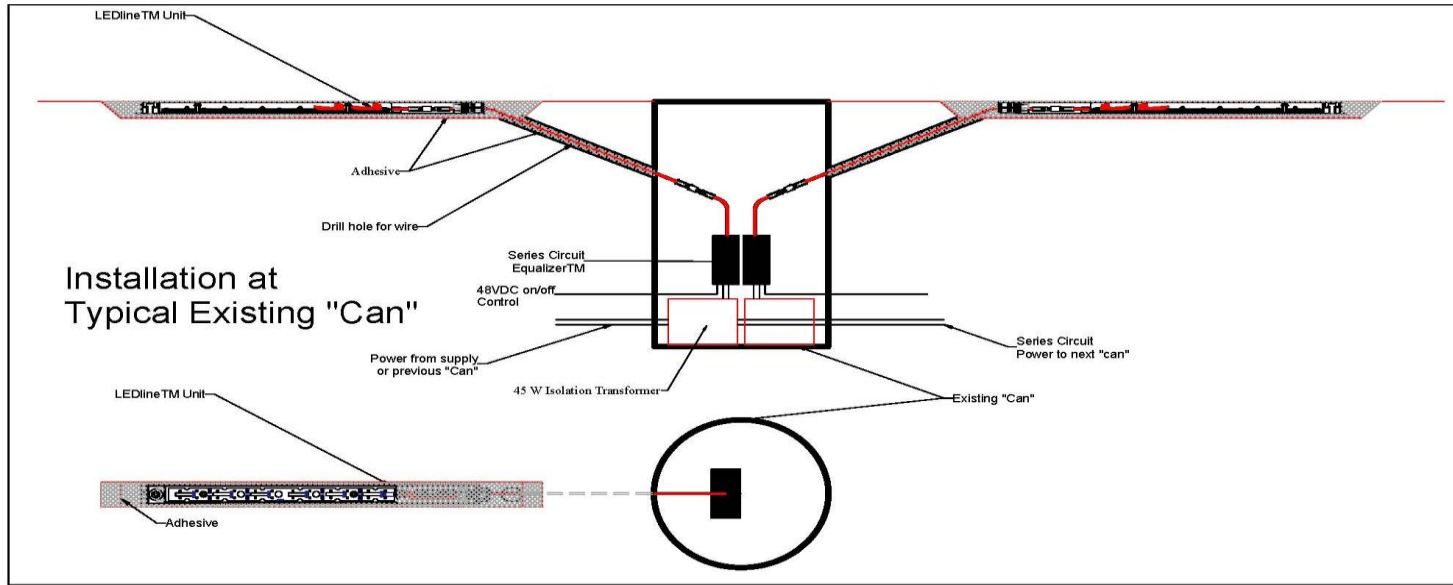 LEDlineTM Unit
Adhesive
Drill hole for wire
Series Circuit
EqualizerTM
48VDC on/off
Control
Installation at
Typical Existing "Can"
Power from supply
or previous "Can"
Series Circuit
Power to next "can"
45 W Isolation Transformer
LEDlineTM Unit
Existing "Can"
Adhesive